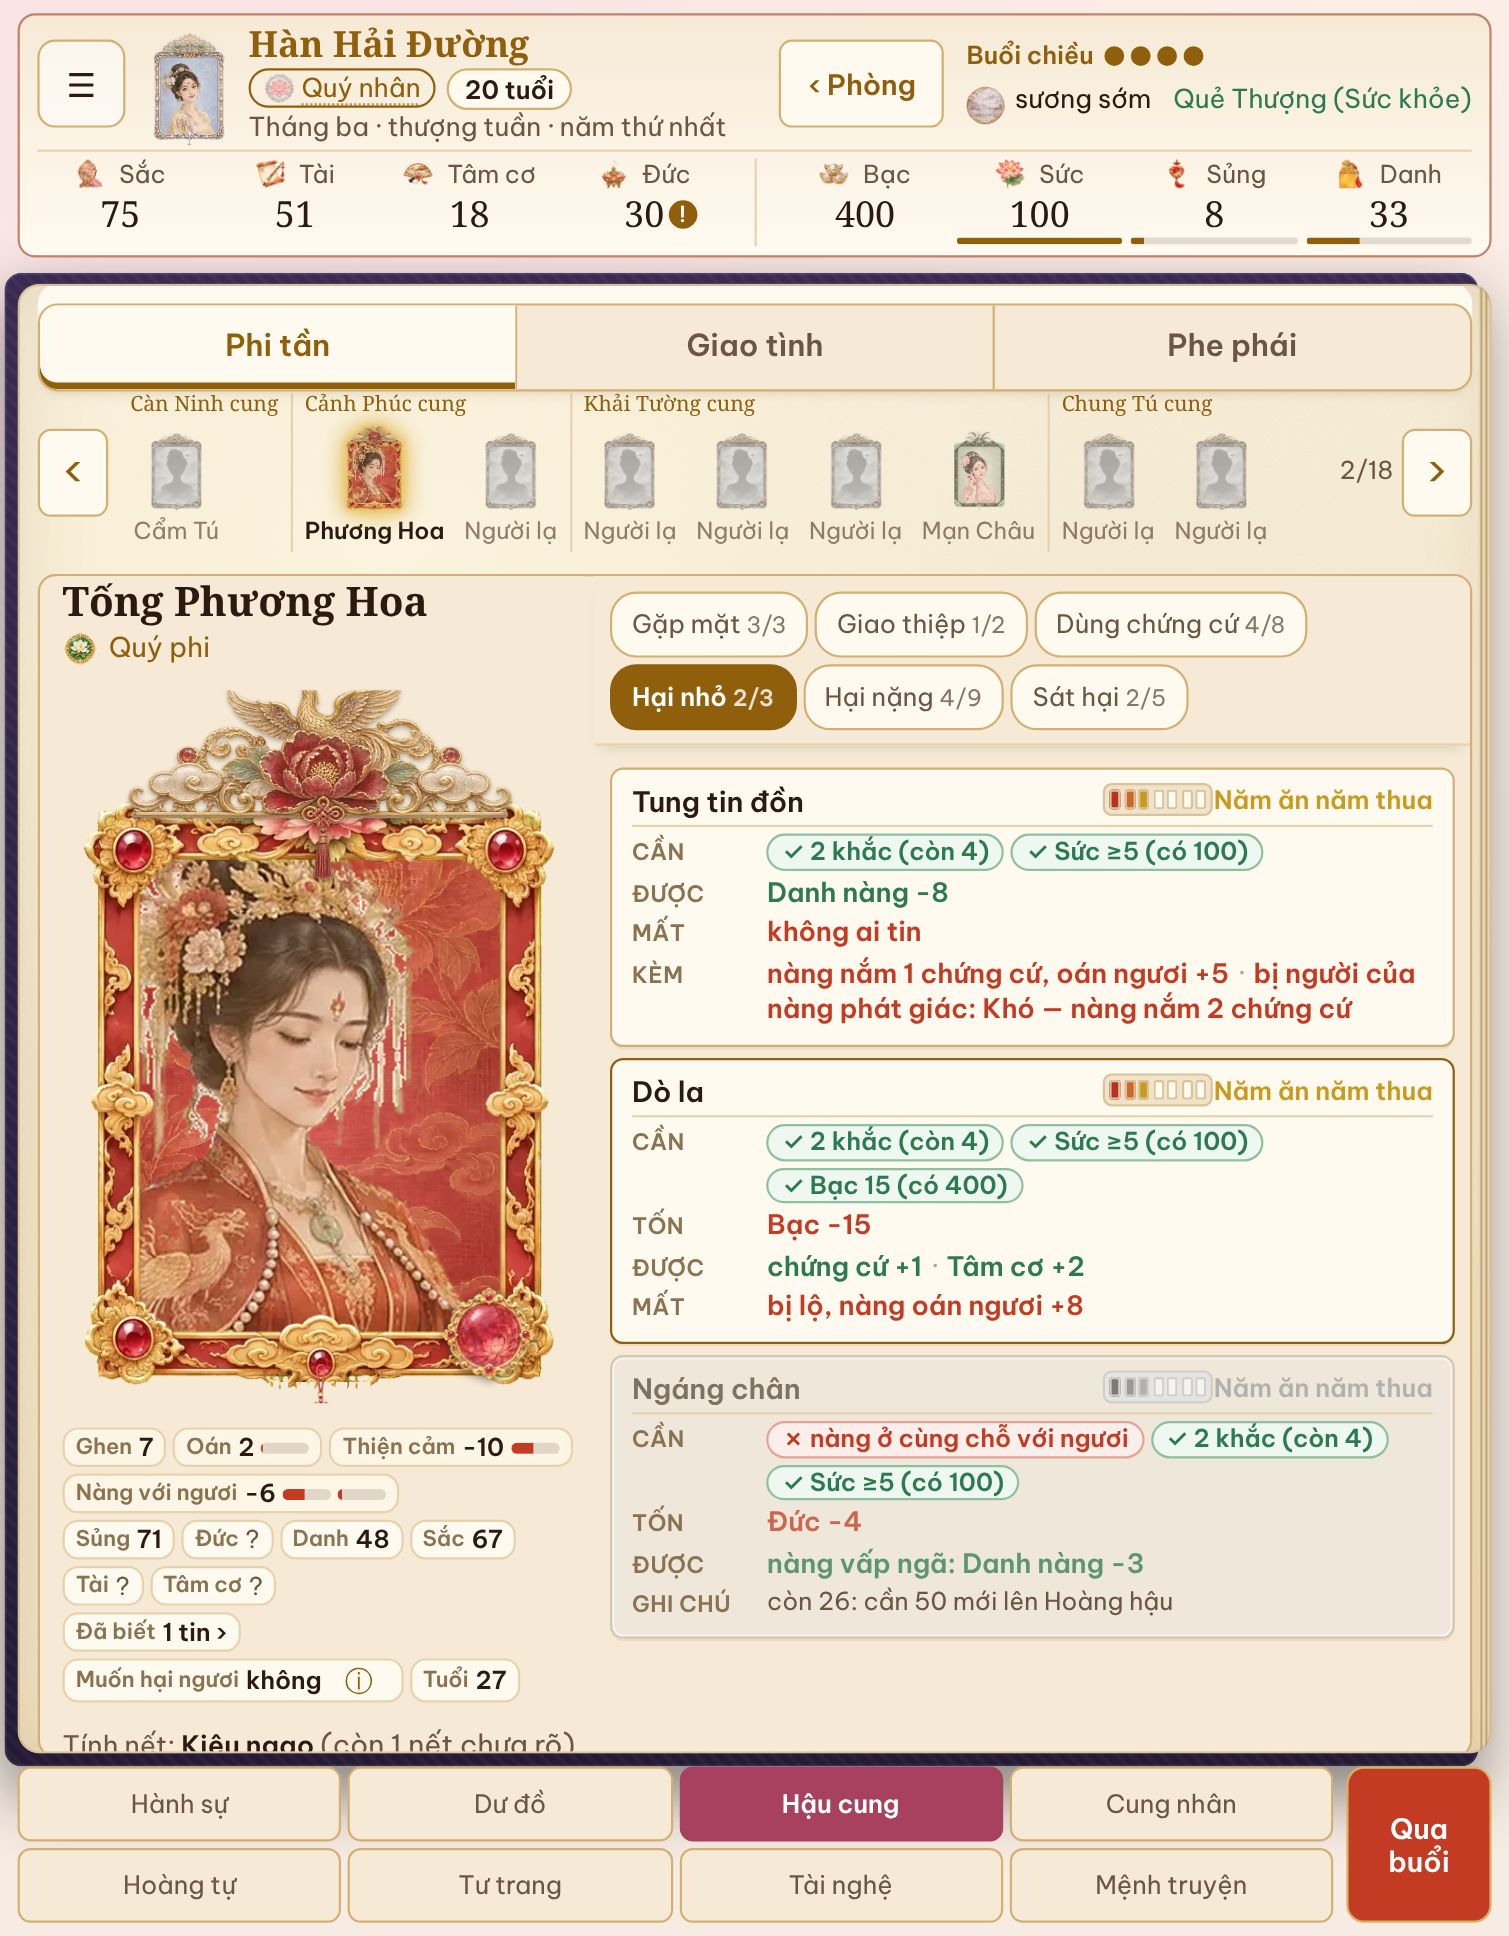 ☰
Hàn Hải Đường
Quý nhân 20 tuổi
Tháng ba · thượng tuần · năm thứ nhất
‹ Phòng
Buổi chiều
sương sớm Quẻ Thượng (Sức khỏe)
Sắc Tài Tâm cơ Đức Bạc Sức Sủng Danh
75 51 18 30 ! 400 100 8 33
Phi tần Giao tình Phe phái
Càn Ninh cung Cảnh Phúc cung Khải Tường cung Chung Tú cung
‹ 2/18 ›
Cẩm Tú Phương Hoa Người lạ Người lạ Người lạ Người lạ Mạn Châu Người lạ Người lạ
Tống Phương Hoa
Quý phi
Ghen 7 Oán 2 Thiện cảm -10
Nàng với ngươi -6
Sủng 71 Đức ? Danh 48 Sắc 67
Tài ? Tâm cơ ?
Đã biết 1 tin ›
Muốn hại ngươi không ⓘ Tuổi 27
Tính nết: Kiêu ngạo (còn 1 nết chưa rõ)
Gặp mặt 3/3 Giao thiệp 1/2 Dùng chứng cứ 4/8
Hại nhỏ 2/3 Hại nặng 4/9 Sát hại 2/5
Tung tin đồn Năm ăn năm thua
CẦN ✓ 2 khắc (còn 4) ✓ Sức ≥5 (có 100)
ĐƯỢC Danh nàng -8
MẤT không ai tin
KÈM nàng nắm 1 chứng cứ, oán ngươi +5 · bị người của
nàng phát giác: Khó — nàng nắm 2 chứng cứ
Dò la Năm ăn năm thua
CẦN ✓ 2 khắc (còn 4) ✓ Sức ≥5 (có 100)
✓ Bạc 15 (có 400)
TỐN Bạc -15
ĐƯỢC chứng cứ +1 · Tâm cơ +2
MẤT bị lộ, nàng oán ngươi +8
Ngáng chân Năm ăn năm thua
CẦN × nàng ở cùng chỗ với ngươi ✓ 2 khắc (còn 4)
✓ Sức ≥5 (có 100)
TỐN Đức -4
ĐƯỢC nàng vấp ngã: Danh nàng -3
GHI CHÚ còn 26: cần 50 mới lên Hoàng hậu
Hành sự Dư đồ Hậu cung Cung nhân
Hoàng tự Tư trang Tài nghệ Mệnh truyện
Qua
buổi